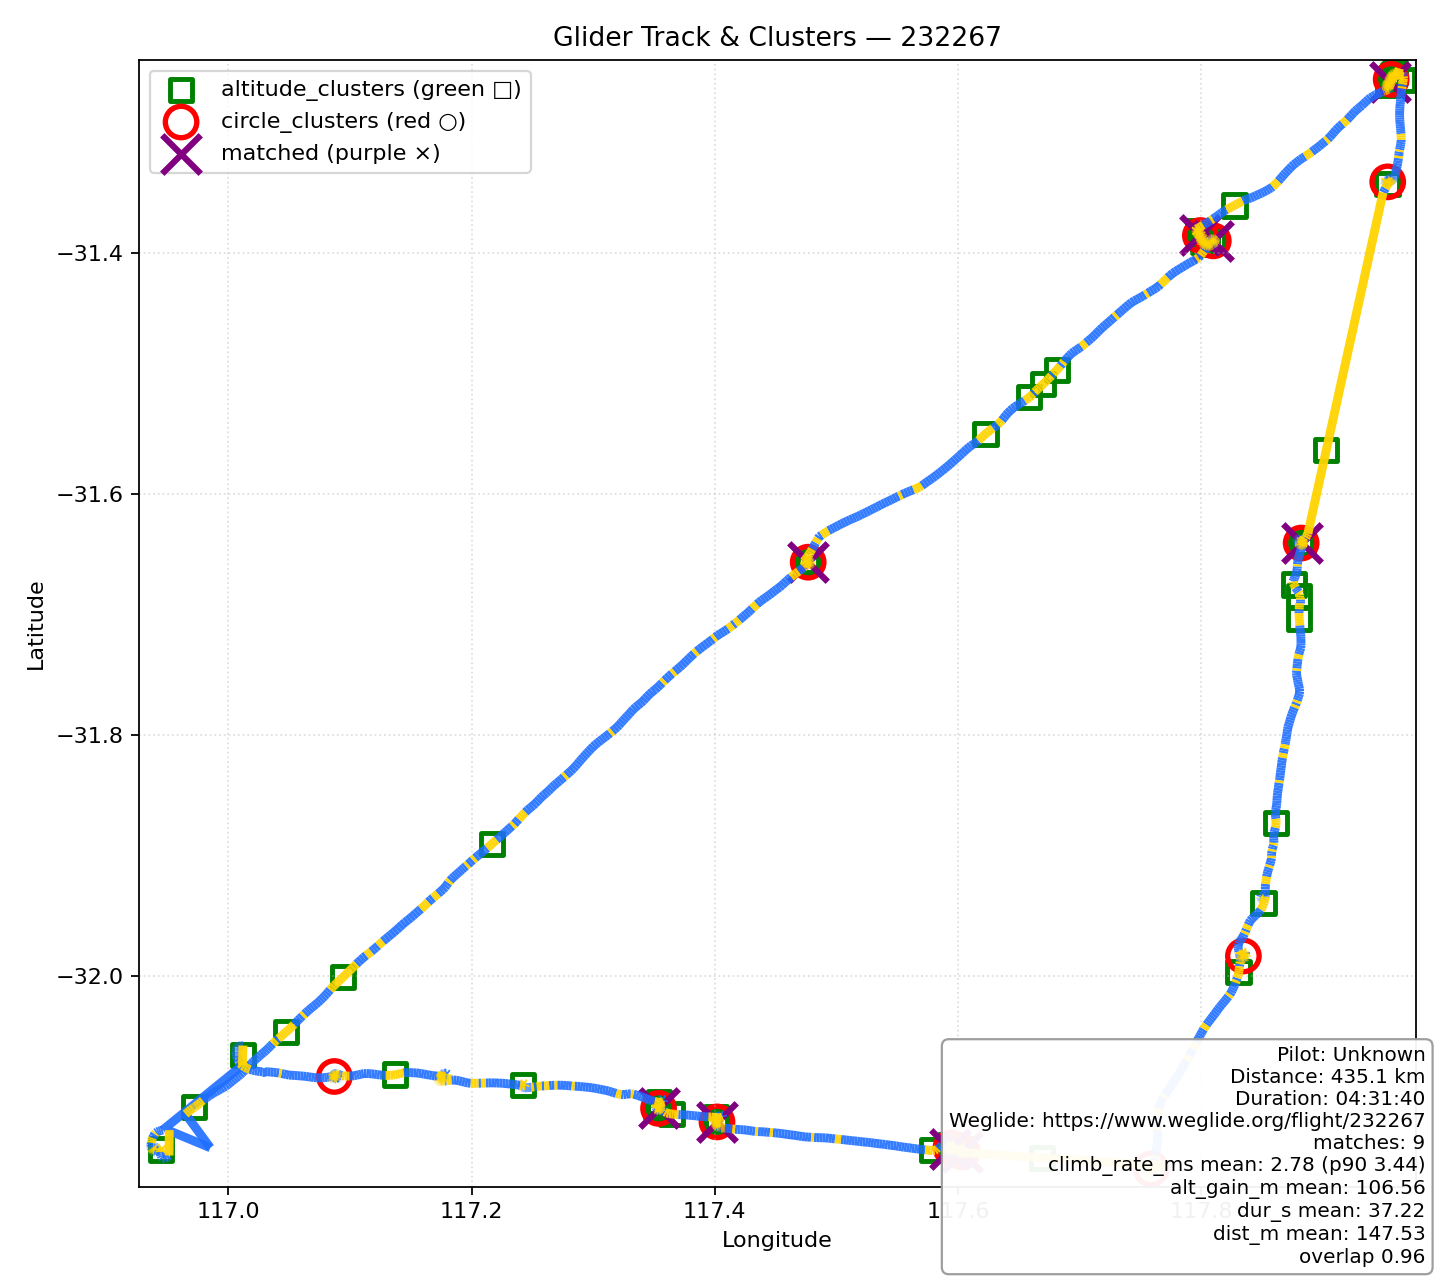 Glider Track & Clusters — 232267
altitude_clusters (green □)
circle_clusters (red ○)
matched (purple ×)
−31.4
−31.6
−31.8
−32.0
Latitude
117.0
117.2
117.4
117.6
117.8
Longitude
Pilot: Unknown
Distance: 435.1 km
Duration: 04:31:40
Weglide: https://www.weglide.org/flight/232267
matches: 9
climb_rate_ms mean: 2.78 (p90 3.44)
alt_gain_m mean: 106.56
dur_s mean: 37.22
dist_m mean: 147.53
overlap 0.96